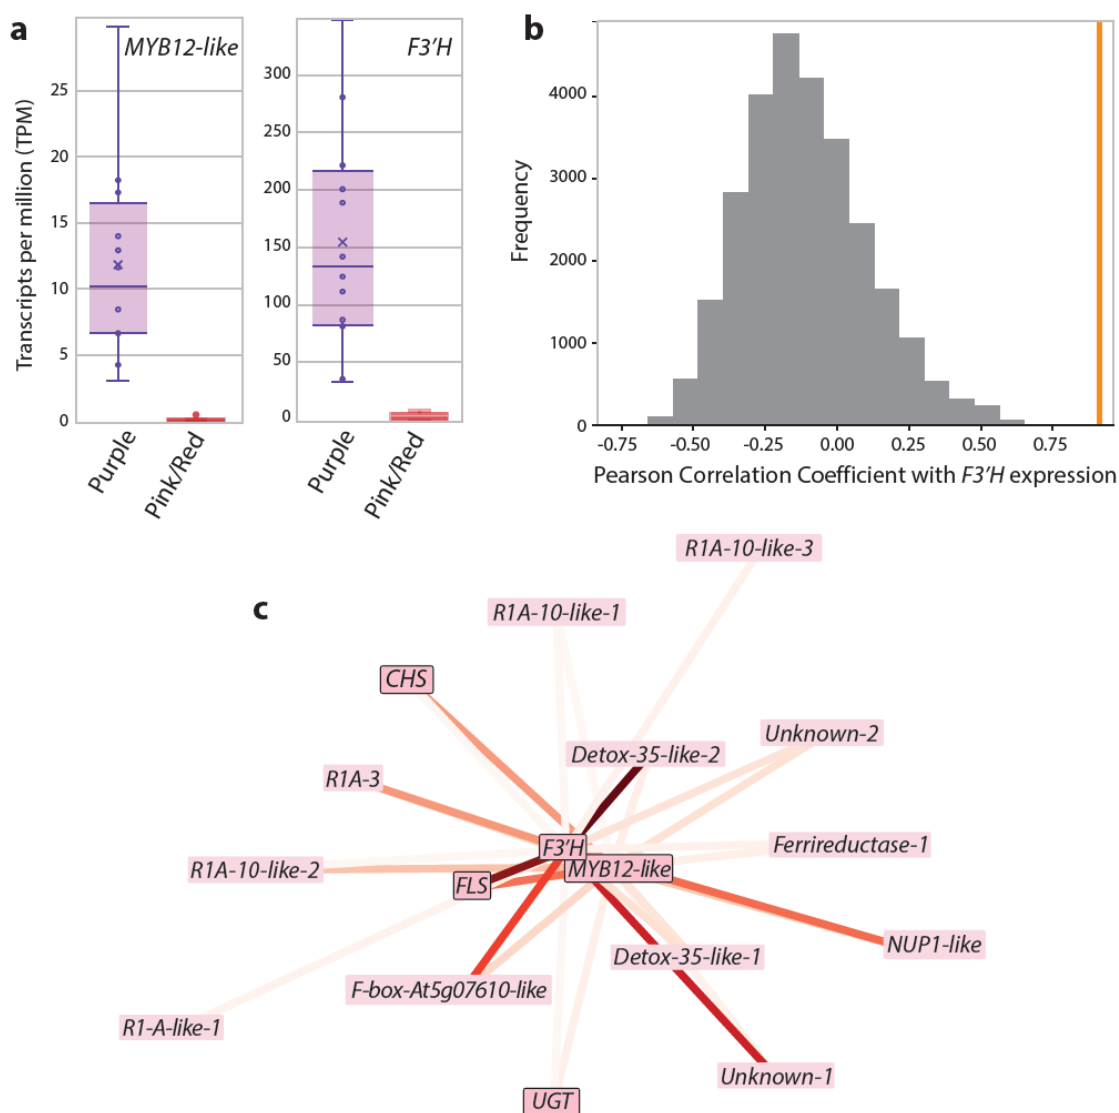 a
MYB12-like
F3'H
Transcripts per million (TPM)
25
20
15
10
5
0
300
250
200
150
100
50
0
Purple
Pink/Red
Purple
Pink/Red
b
Frequency
4000
3000
2000
1000
0
-0.75
-0.50
-0.25
0.00
0.25
0.50
0.75
Pearson Correlation Coefficient with F3'H expression
c
R1A-10-like-3
R1A-10-like-1
CHS
Unknown-2
Detox-35-like-2
R1A-3
F3'H
Ferrireductase-1
R1A-10-like-2
MYB12-like
FLS
NUP1-like
Detox-35-like-1
F-box-At5g07610-like
R1-A-like-1
Unknown-1
UGT